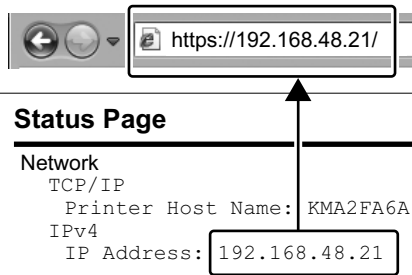 https://192.168.48.21/
Status Page
Network
TCP/IP
Printer Host Name: KMA2FA6A
IPv4
IP Address: 192.168.48.21